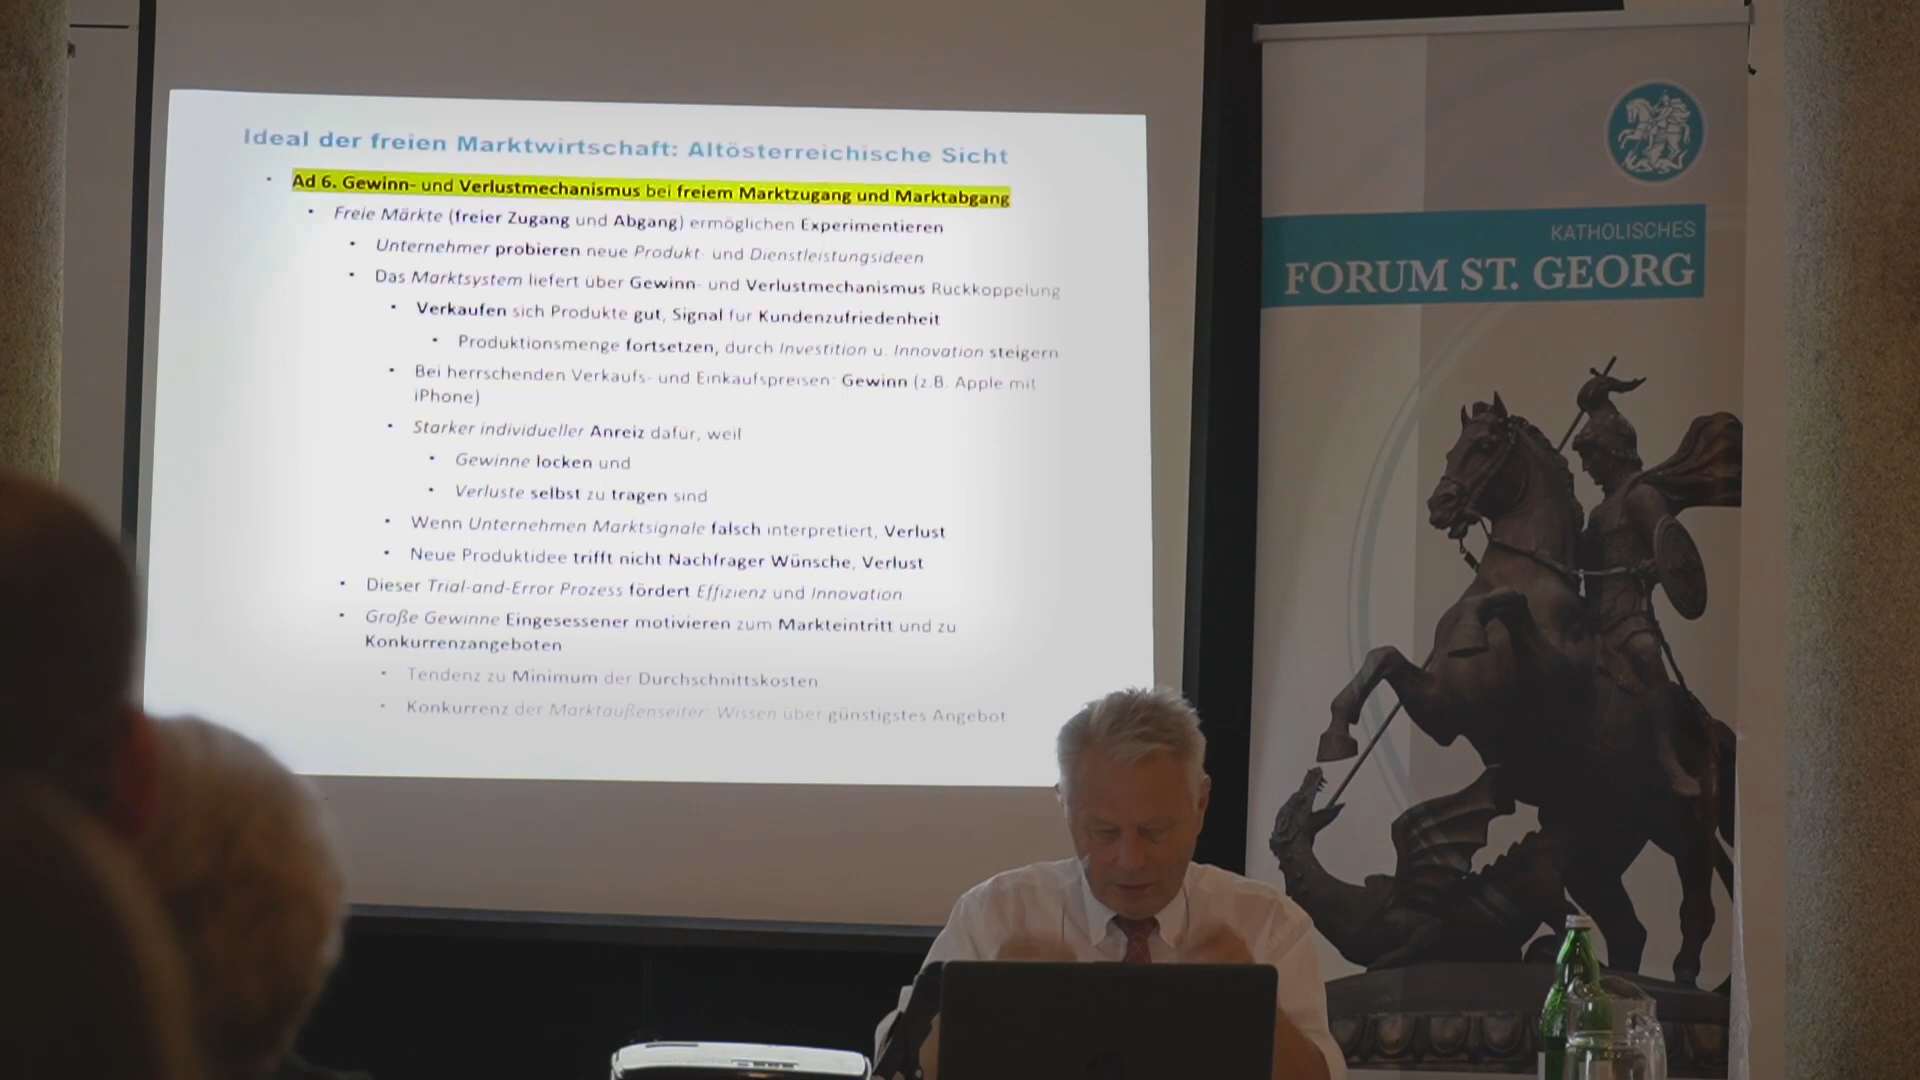 Ideal der freien Marktwirtschaft: Altösterreichische Sicht
Ad 6. Gewinn- und Verlustmechanismus bei freiem Marktzugang und Marktabgang
Freie Märkte (freier Zugang und Abgang) ermöglichen Experimentieren
Unternehmer probieren neue Produkt- und Dienstleistungsideen
Das Marktsystem liefert über Gewinn- und Verlustmechanismus Rückkoppelung
Verkaufen sich Produkte gut, Signal für Kundenzufriedenheit
Produktionsmenge fortsetzen, durch Investition u. Innovation steigern
Bei herrschenden Verkaufs- und Einkaufspreisen: Gewinn (z.B. Apple mit
iPhone)
Starker individueller Anreiz dafür, weil
Gewinne locken und
Verluste selbst zu tragen sind
Wenn Unternehmen Marktsignale falsch interpretiert, Verlust
Neue Produktidee trifft nicht Nachfrager Wünsche, Verlust
Dieser Trial-and-Error Prozess fördert Effizienz und Innovation
Große Gewinne Eingesessener motivieren zum Markteintritt und zu
Konkurrenzangeboten
Tendenz zu Minimum der Durchschnittskosten
Konkurrenz der Marktaußenseiter: Wissen über günstigstes Angebot
KATHOLISCHES
FORUM ST. GEORG